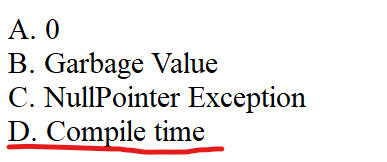 A. 0
B. Garbage Value
C. NullPointer Exception
D. Compile time